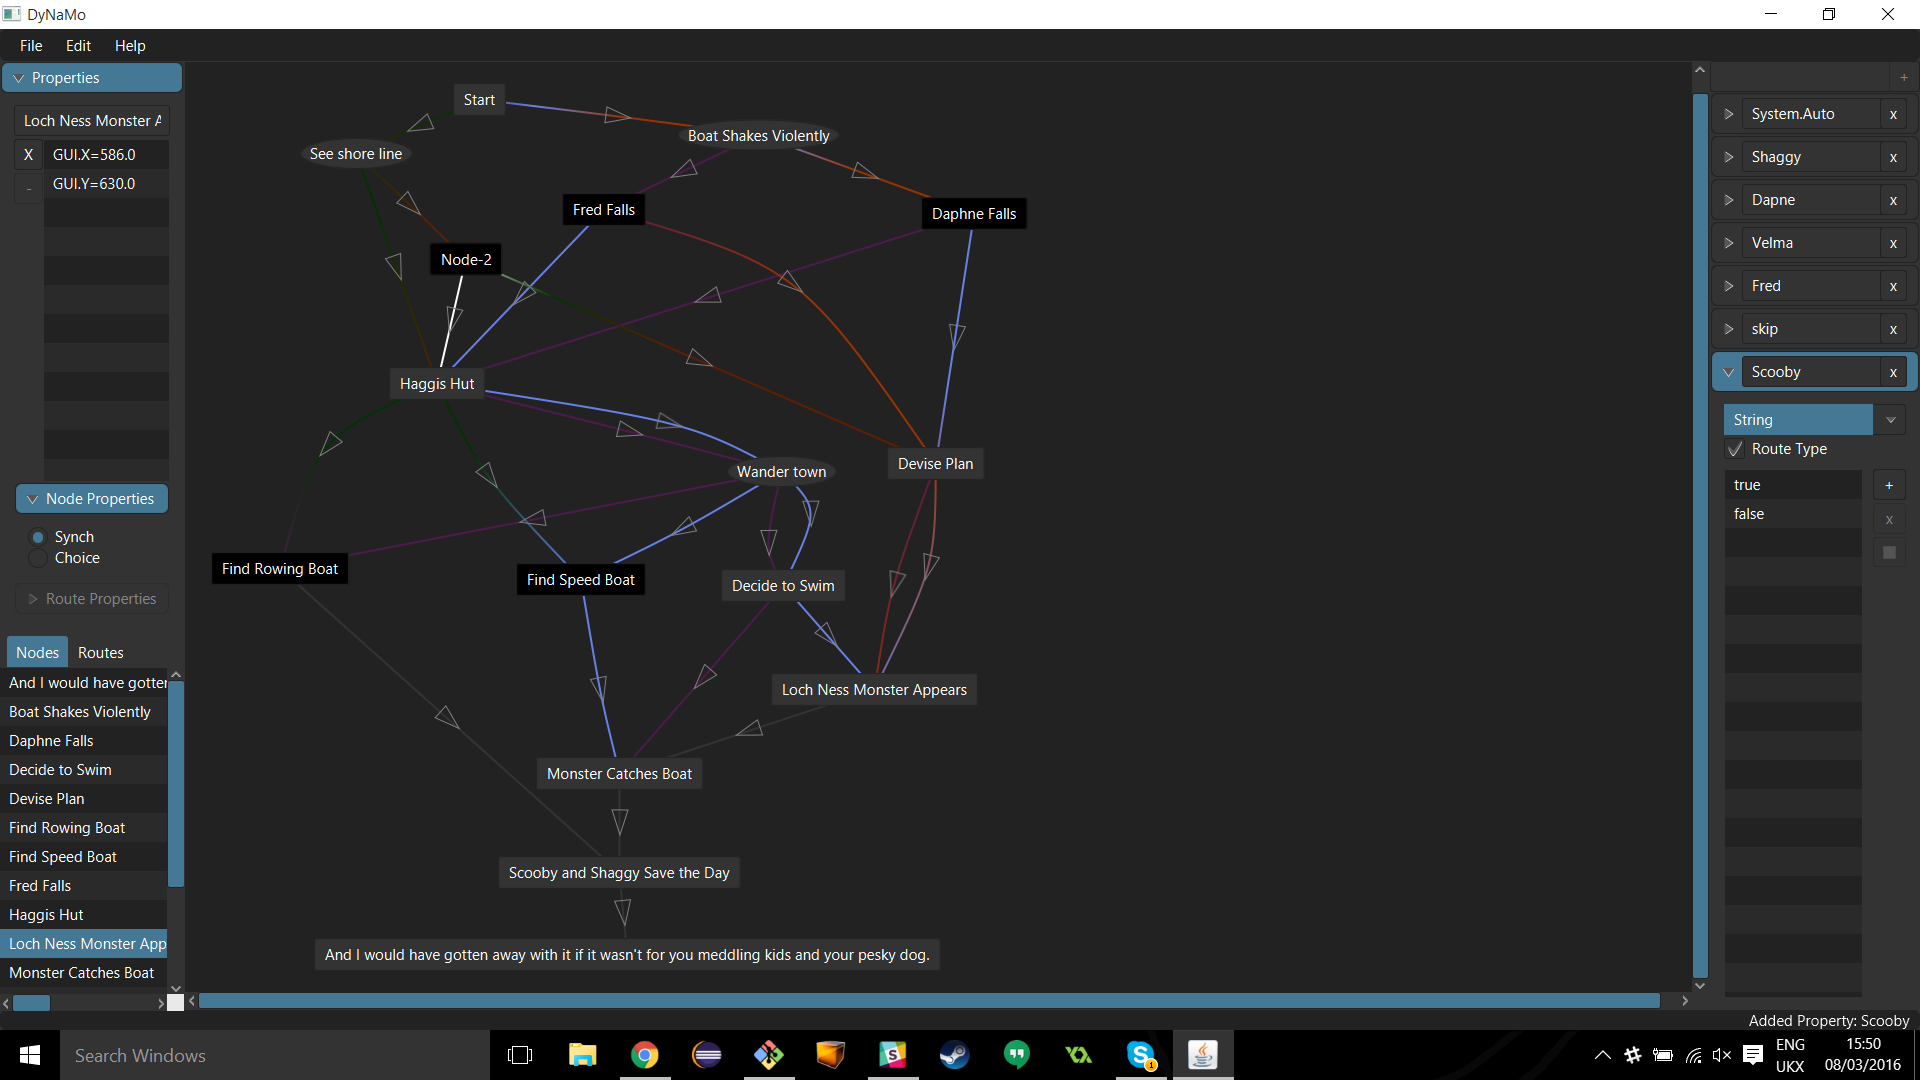 DyNaMo
File
Edit
Help
Properties
Loch Ness Monster A
X
GUI.X=586.0
-
GUI.Y=630.0
Node Properties
Synch
Choice
Route Properties
Nodes
Routes
And I would have gotten
Boat Shakes Violently
Daphne Falls
Decide to Swim
Devise Plan
Find Rowing Boat
Find Speed Boat
Fred Falls
Haggis Hut
Loch Ness Monster App
Monster Catches Boat
Start
Boat Shakes Violently
See shore line
Fred Falls
Daphne Falls
Node-2
Haggis Hut
Wander town
Devise Plan
Find Rowing Boat
Find Speed Boat
Decide to Swim
Loch Ness Monster Appears
Monster Catches Boat
Scooby and Shaggy Save the Day
And I would have gotten away with it if it wasn't for you meddling kids and your pesky dog.
+
System.Auto x
Shaggy x
Dapne x
Velma x
Fred x
skip x
Scooby x
String
Route Type
true
+
false
x
Added Property: Scooby
Search Windows
ENG
UKX
15:50
08/03/2016